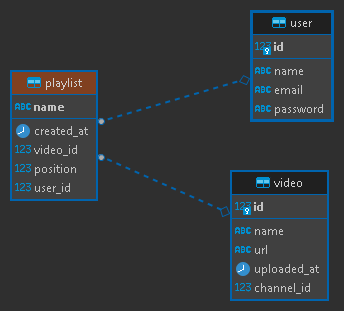 user
123 id
ABC name
ABC email
ABC password
playlist
ABC name
created_at
123 video_id
123 position
123 user_id
video
123 id
ABC name
ABC url
uploaded_at
123 channel_id